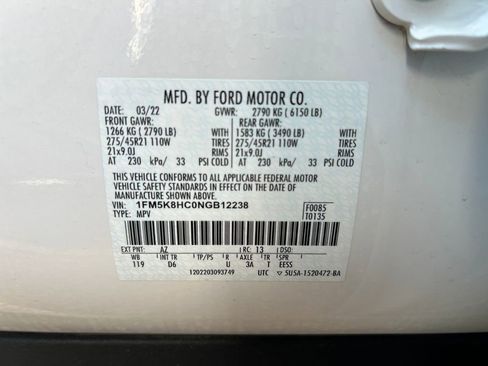 MFD. BY FORD MOTOR CO.
DATE: 03/22 GVWR: 2790 KG ( 6150 LB)
FRONT GAWR: REAR GAWR:
1266 KG ( 2790 LB) WITH 1583 KG ( 3490 LB) WITH
275/45R21 110W TIRES 275/45R21 110W TIRES
21x9.0J RIMS 21x9.0J RIMS
AT 230 kPa/ 33 PSI COLD AT 230 kPa/ 33 PSI COLD
THIS VEHICLE CONFORMS TO ALL APPLICABLE FEDERAL MOTOR
VEHICLE SAFETY STANDARDS IN EFFECT ON THE DATE OF
MANUFACTURE SHOWN ABOVE.
VIN: 1FM5K8HC0NGB12238 F0085
TYPE: MPV T0135
EXT PNT: AZ RC: 13 DSO:
WB INT TR TP/PS R AXLE TR SPR
119 D6 U 3A T EESS
1202203093749 UTC 5U5A-1520472-BA